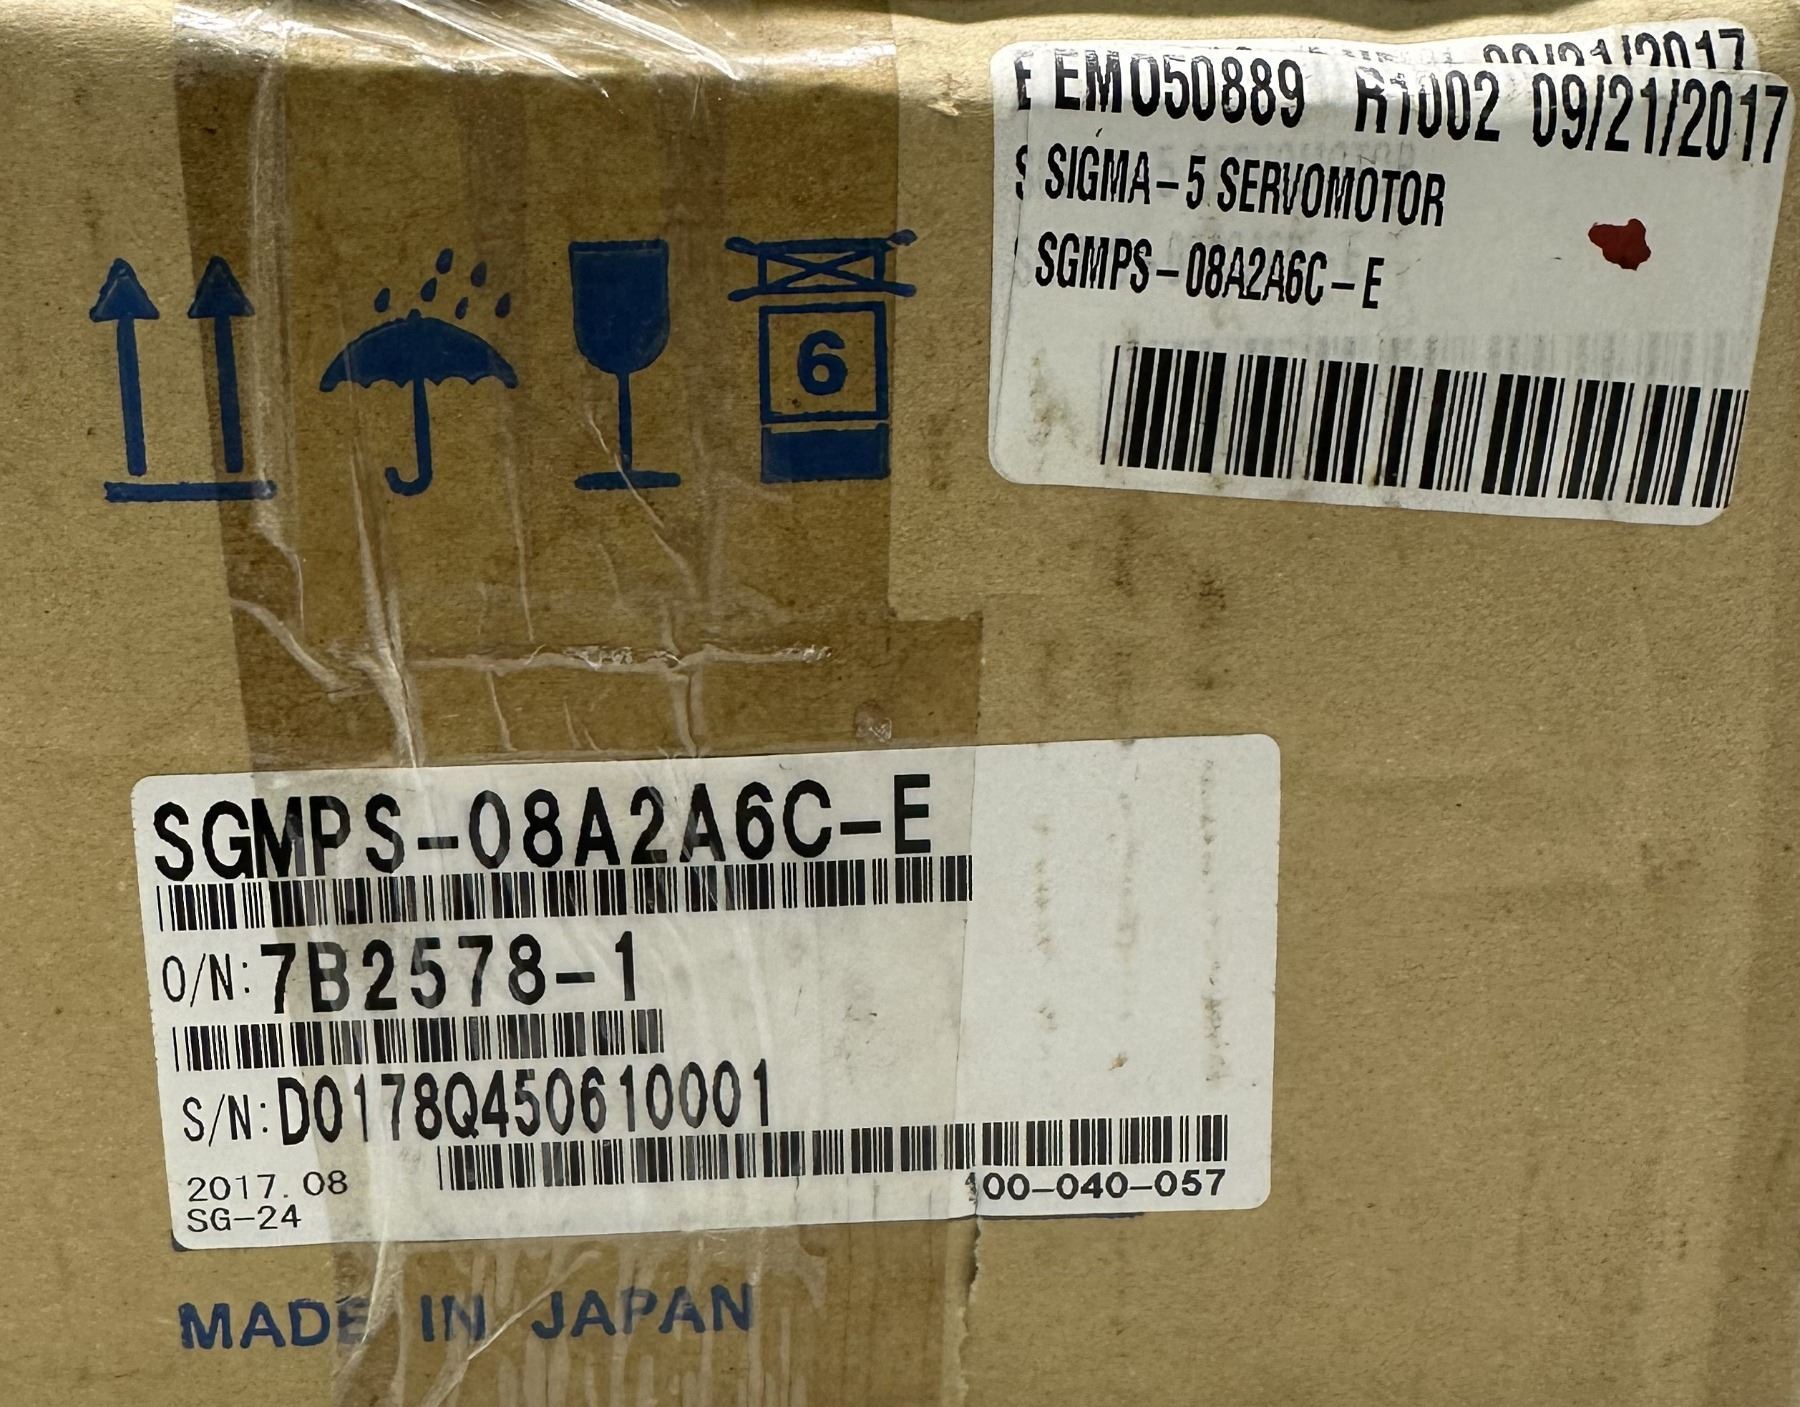 EM050889 R1002 09/21/2017
SIGMA-5 SERVOMOTOR
SGMPS-08A2A6C-E
6
SGMPS-08A2A6C-E
O/N: 7B2578-1
S/N: D0178Q450610001
2017.08
SG-24
100-040-057
MADE IN JAPAN